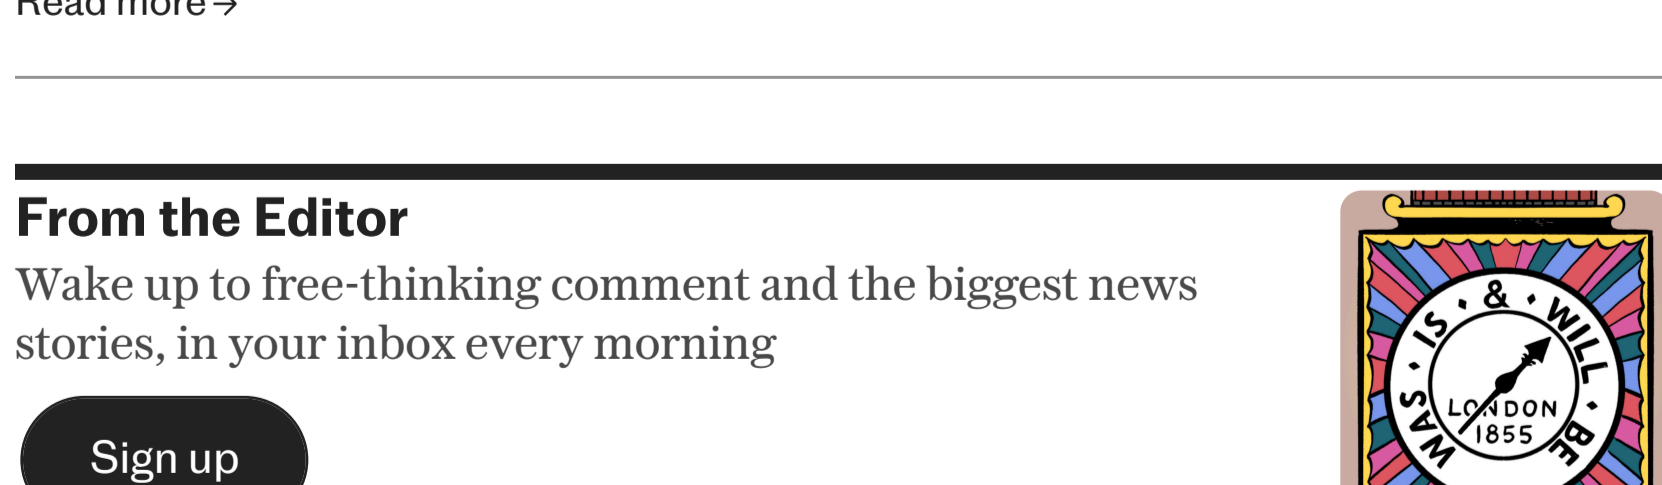 Read more→
From the Editor
Wake up to free-thinking comment and the biggest news
stories, in your inbox every morning
Sign up
WAS · IS · & · WILL · BE
LONDON
1855